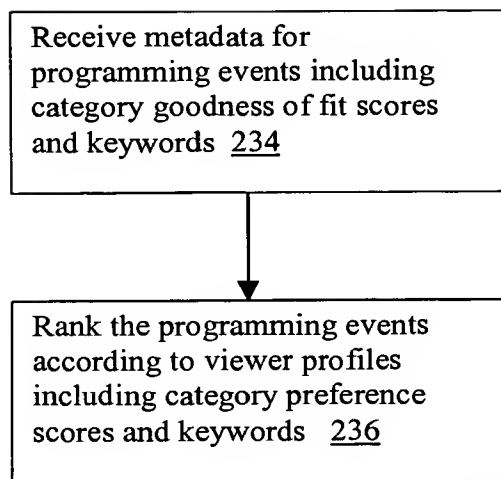 Receive metadata for
programming events including
category goodness of fit scores
and keywords 234
Rank the programming events
according to viewer profiles
including category preference
scores and keywords 236